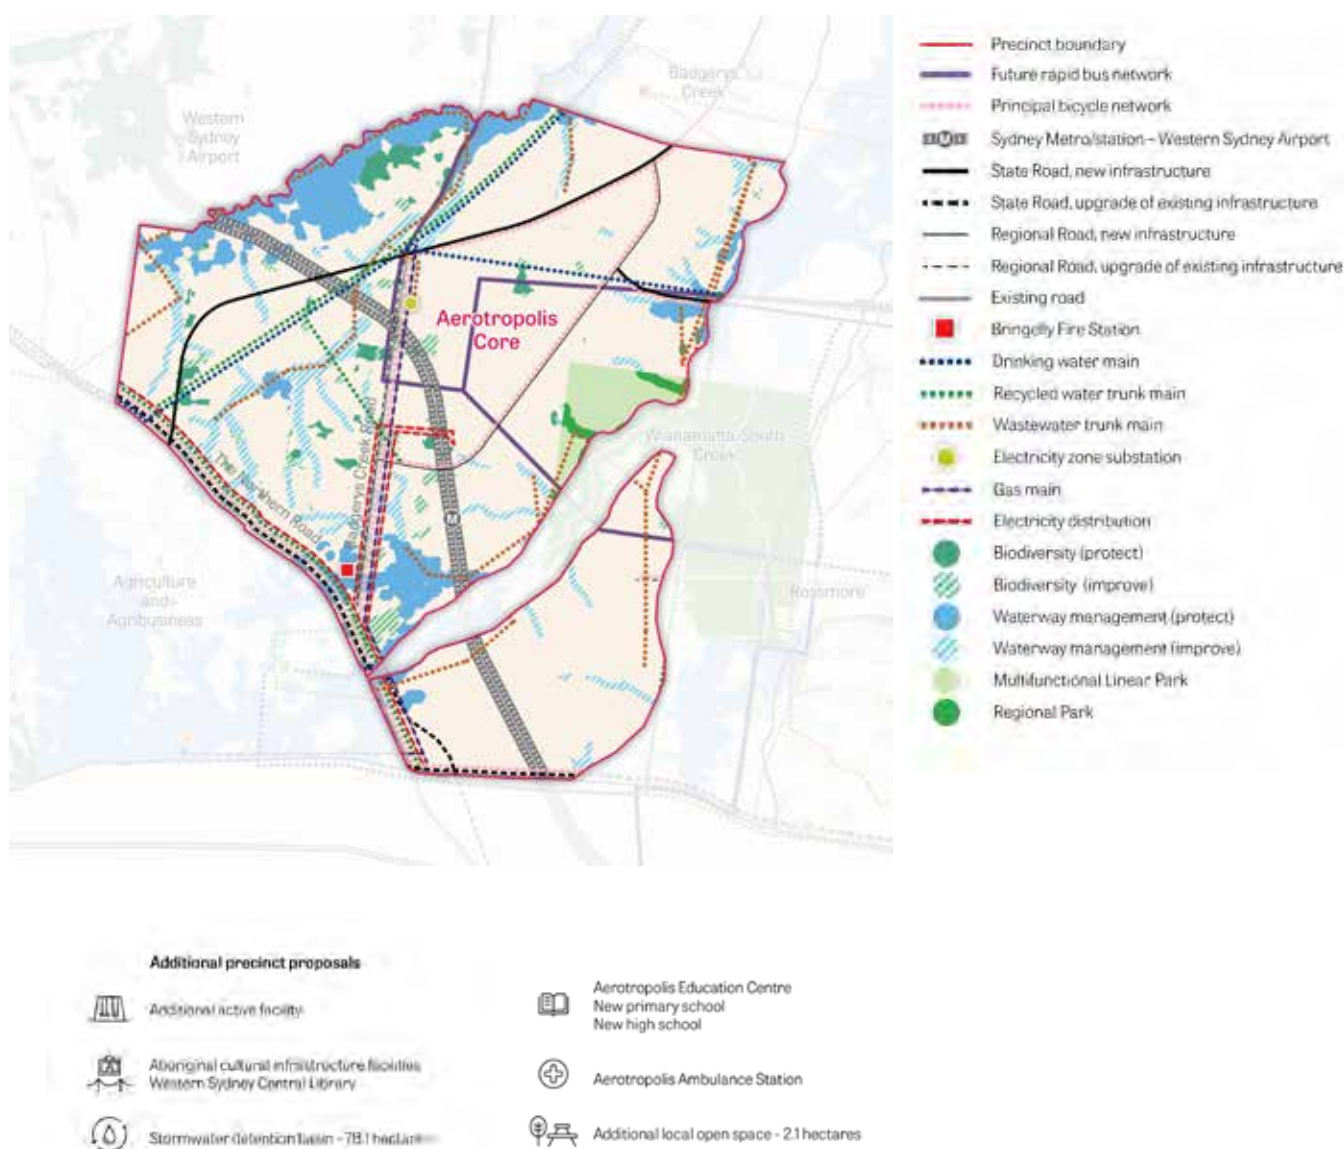 Western
Sydney
Airport
Badgerys
Creek
Aerotropolis
Core
Wianamatta-South
Creek
Badgerys Creek Road
The Northern Road
Agriculture
and
Agribusiness
Rossmore
Precinct boundary
Future rapid bus network
Principal bicycle network
Sydney Metro/station - Western Sydney Airport
State Road, new infrastructure
State Road, upgrade of existing infrastructure
Regional Road, new infrastructure
Regional Road, upgrade of existing infrastructure
Existing road
Bringelly Fire Station
Drinking water main
Recycled water trunk main
Wastewater trunk main
Electricity zone substation
Gas main
Electricity distribution
Biodiversity (protect)
Biodiversity (improve)
Waterway management (protect)
Waterway management (improve)
Multifunctional Linear Park
Regional Park
Additional precinct proposals
Additional active facility
Aboriginal cultural infrastructure facilities
Western Sydney Central Library
Stormwater detention basin - 78.1 hectares
Aerotropolis Education Centre
New primary school
New high school
Aerotropolis Ambulance Station
Additional local open space - 2.1 hectares